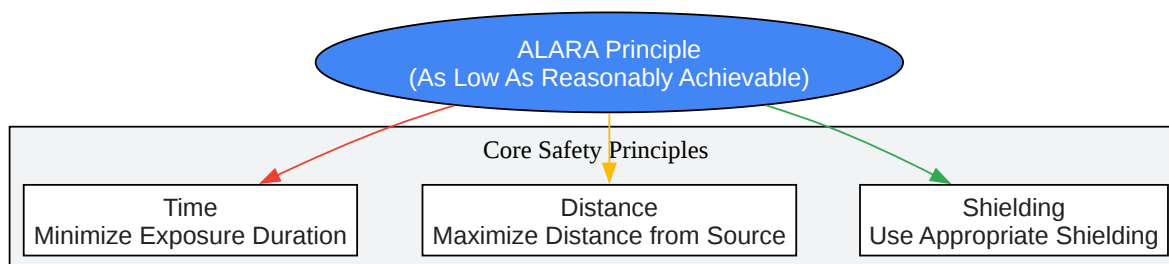 ALARA Principle
(As Low As Reasonably Achievable)
Core Safety Principles
Time
Minimize Exposure Duration
Distance
Maximize Distance from Source
Shielding
Use Appropriate Shielding